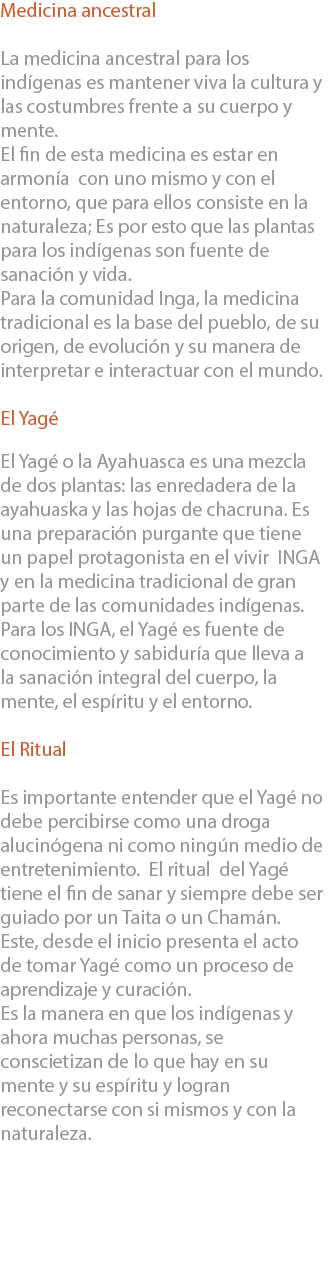 Medicina ancestral
La medicina ancestral para los
indígenas es mantener viva la cultura y
las costumbres frente a su cuerpo y
mente.
El fin de esta medicina es estar en
armonía  con uno mismo y con el
entorno, que para ellos consiste en la
naturaleza; Es por esto que las plantas
para los indígenas son fuente de
sanación y vida.
Para la comunidad Inga, la medicina
tradicional es la base del pueblo, de su
origen, de evolución y su manera de
interpretar e interactuar con el mundo.
El Yagé
El Yagé o la Ayahuasca es una mezcla
de dos plantas: las enredadera de la
ayahuaska y las hojas de chacruna. Es
una preparación purgante que tiene
un papel protagonista en el vivir  INGA
y en la medicina tradicional de gran
parte de las comunidades indígenas.
Para los INGA, el Yagé es fuente de
conocimiento y sabiduría que lleva a
la sanación integral del cuerpo, la
mente, el espíritu y el entorno.
El Ritual
Es importante entender que el Yagé no
debe percibirse como una droga
alucinógena ni como ningún medio de
entretenimiento.  El ritual  del Yagé
tiene el fin de sanar y siempre debe ser
guiado por un Taita o un Chamán.
Este, desde el inicio presenta el acto
de tomar Yagé como un proceso de
aprendizaje y curación.
Es la manera en que los indígenas y
ahora muchas personas, se
conscietizan de lo que hay en su
mente y su espíritu y logran
reconectarse con si mismos y con la
naturaleza.